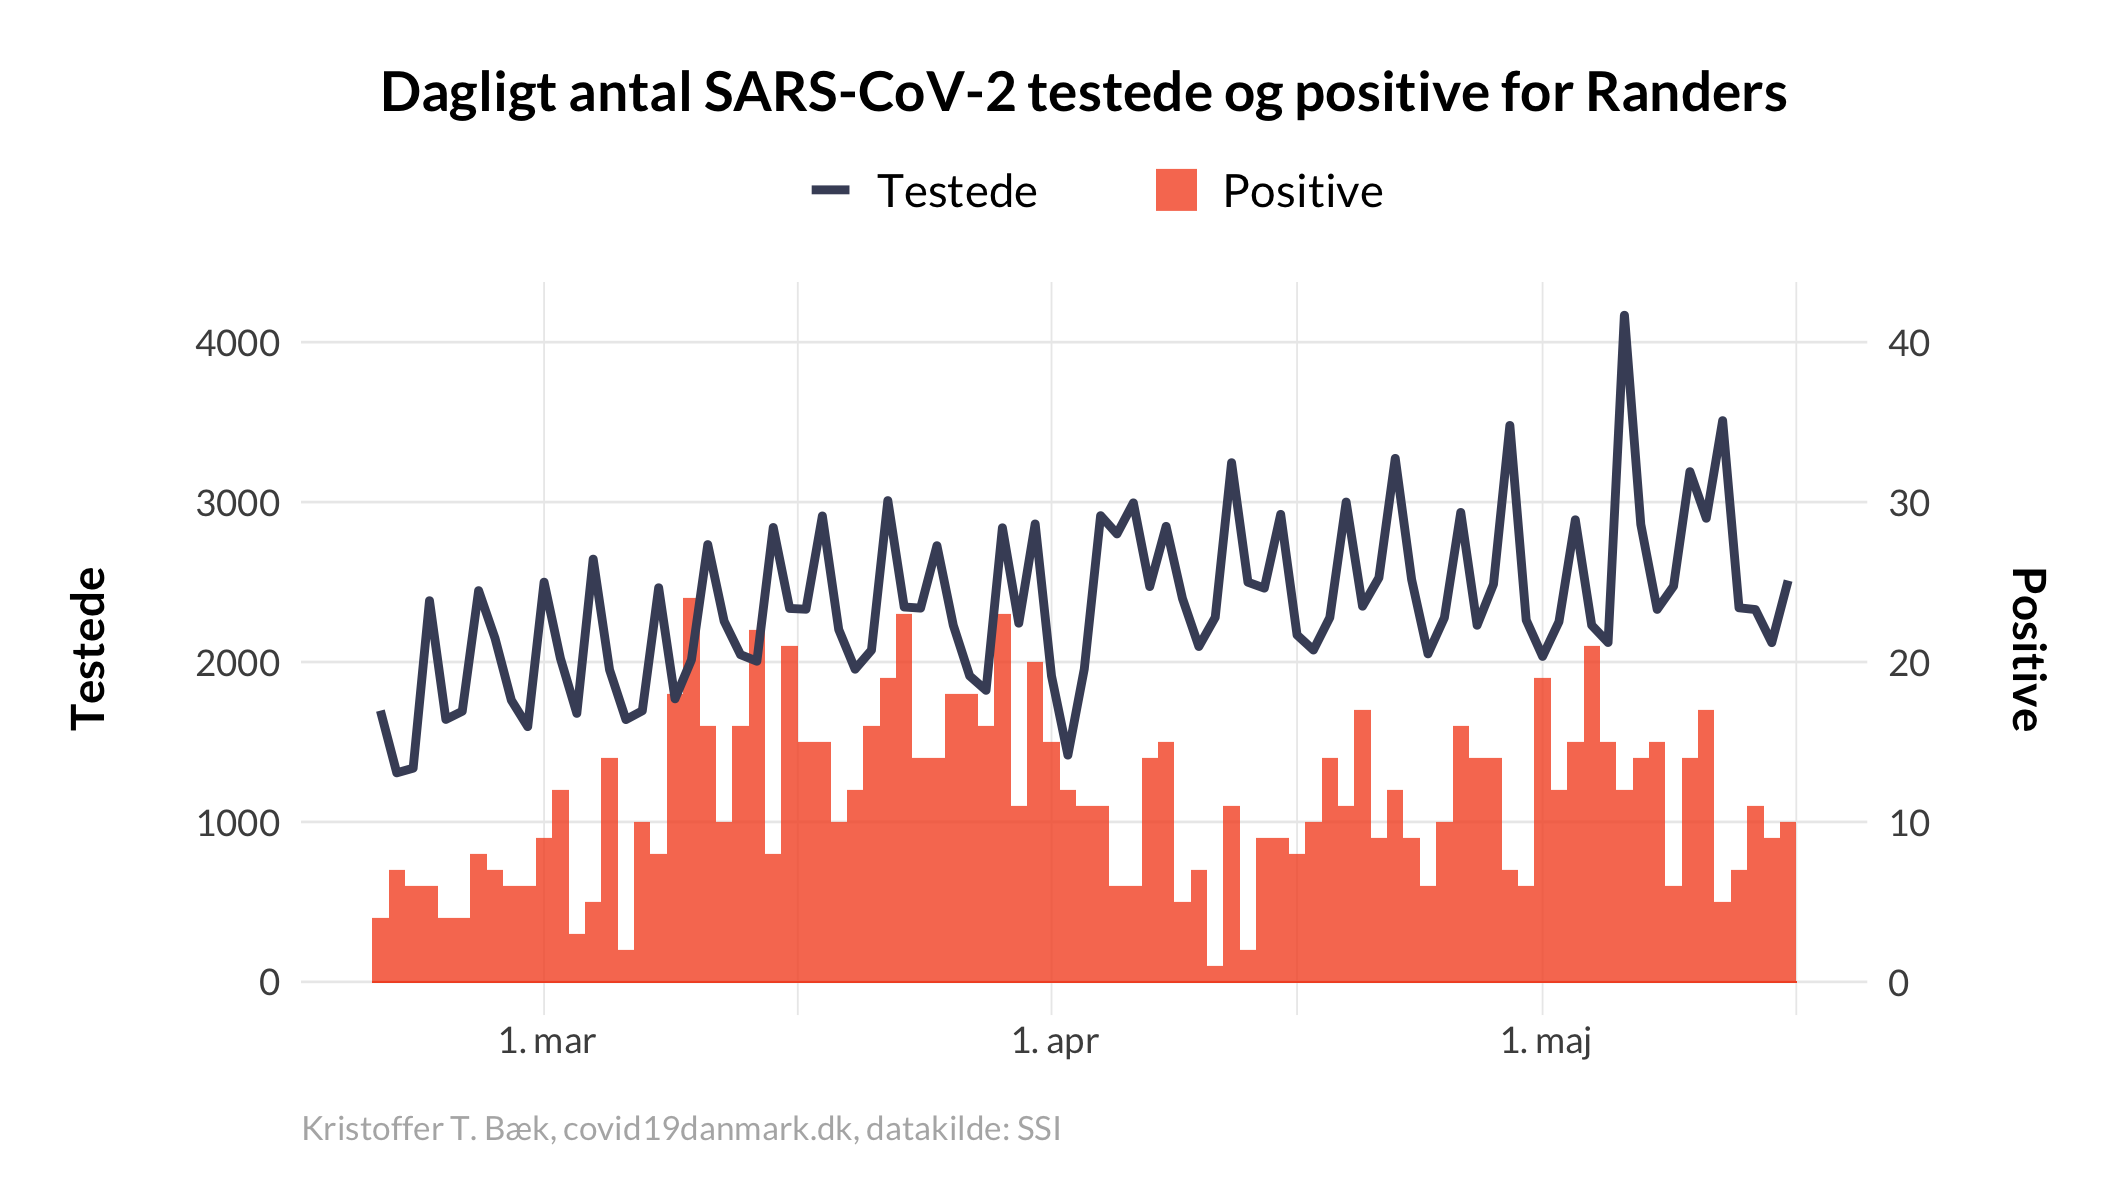 Dagligt antal SARS-CoV-2 testede og positive for Randers
Testede
Positive
4000
3000
2000
1000
0
Testede
40
30
20
10
0
Positive
1. mar
1. apr
1. maj
Kristoffer T. Bæk, covid19danmark.dk, datakilde: SSI